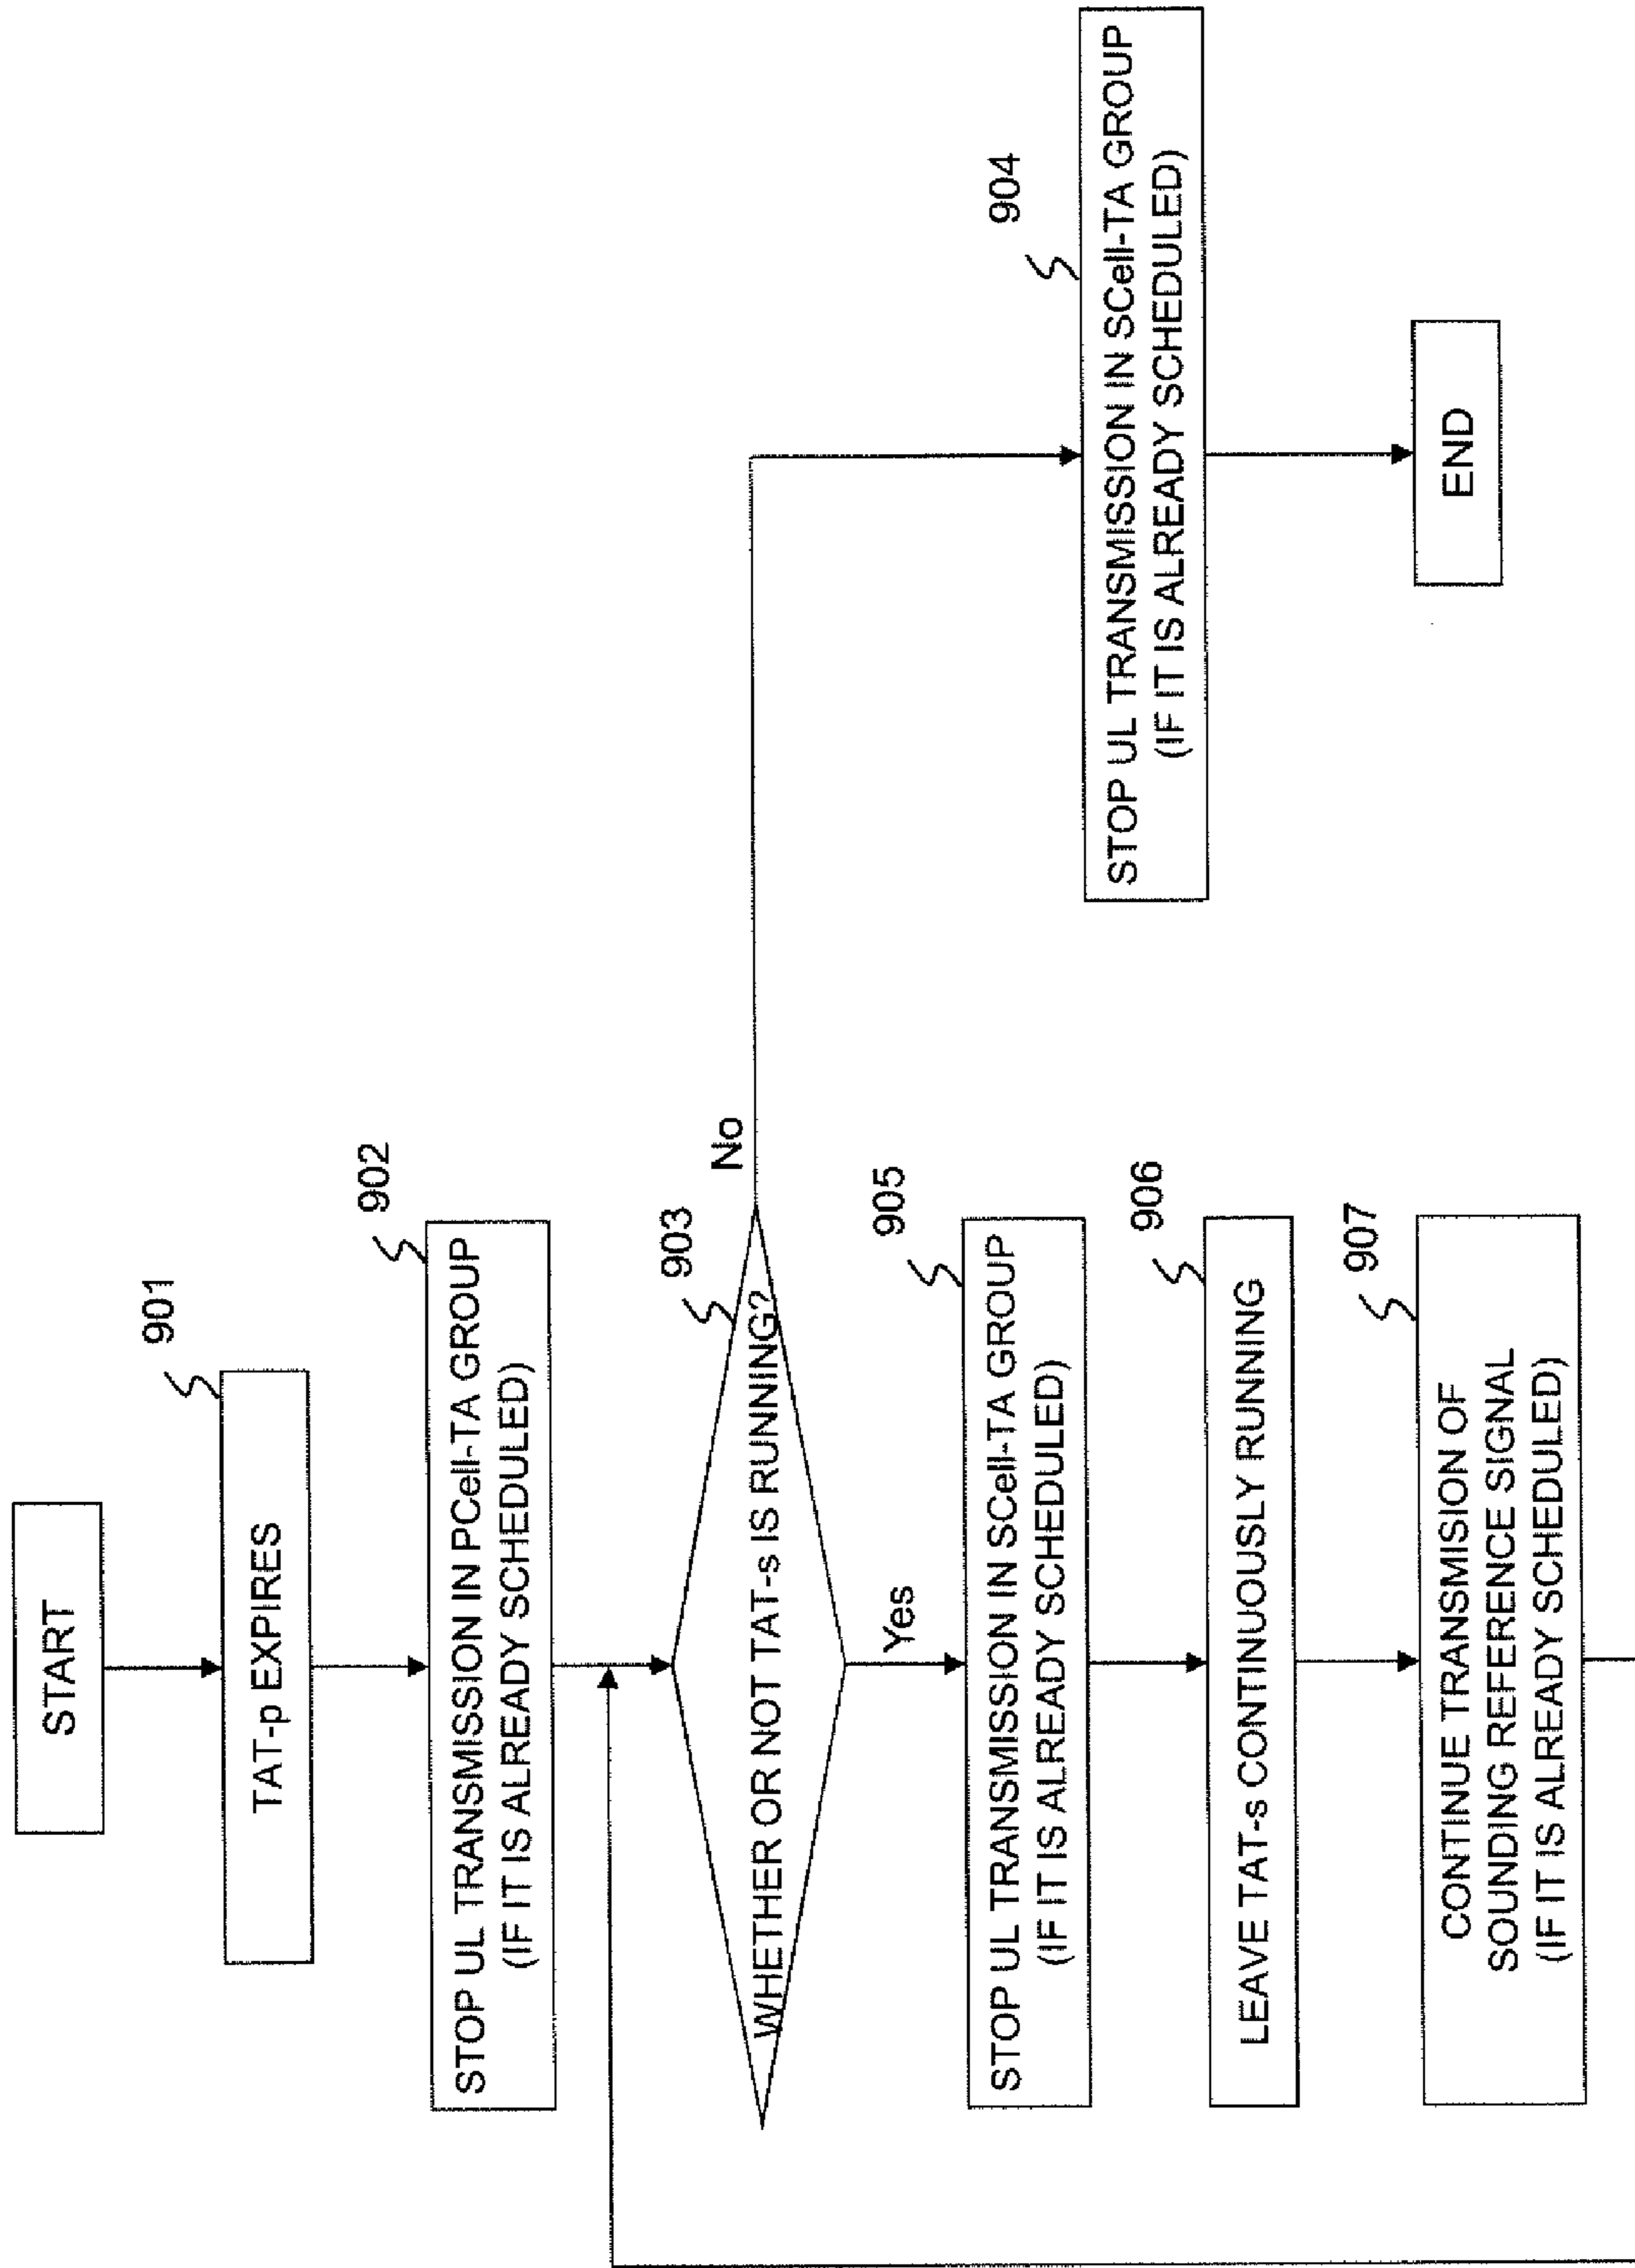 START
901
TAT-p EXPIRES
902
STOP UL TRANSMISSION IN PCell-TA GROUP
(IF IT IS ALREADY SCHEDULED)
903
WHETHER OR NOT TAT-s IS RUNNING?
No
Yes
904
STOP UL TRANSMISSION IN SCell-TA GROUP
(IF IT IS ALREADY SCHEDULED)
END
905
STOP UL TRANSMISSION IN SCell-TA GROUP
(IF IT IS ALREADY SCHEDULED)
906
LEAVE TAT-s CONTINUOUSLY RUNNING
907
CONTINUE TRANSMISION OF
SOUNDING REFERENCE SIGNAL
(IF IT IS ALREADY SCHEDULED)